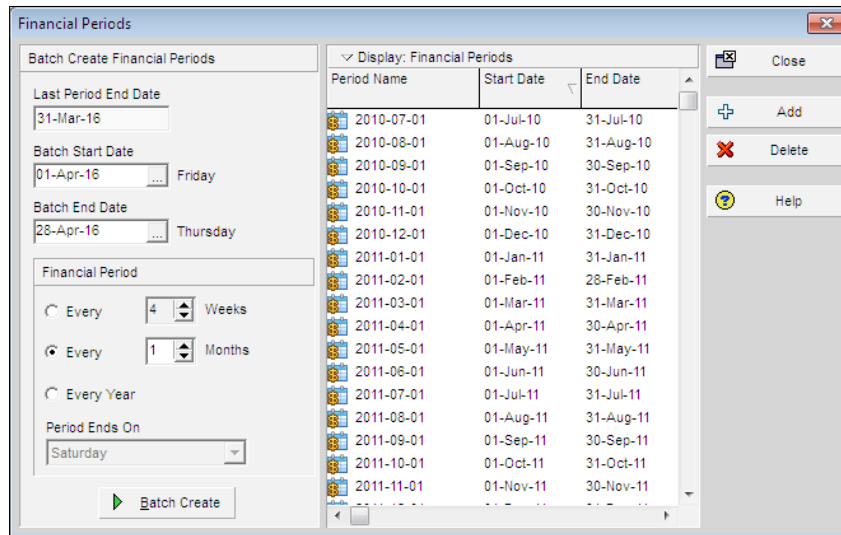 Financial Periods
Batch Create Financial Periods
Last Period End Date
31-Mar-16
Batch Start Date
01-Apr-16 ... Friday
Batch End Date
28-Apr-16 ... Thursday
Financial Period
Every 4 Weeks
Every 1 Months
Every Year
Period Ends On
Saturday
Batch Create
Display: Financial Periods
Period Name Start Date End Date
2010-07-01 01-Jul-10 31-Jul-10
2010-08-01 01-Aug-10 31-Aug-10
2010-09-01 01-Sep-10 30-Sep-10
2010-10-01 01-Oct-10 31-Oct-10
2010-11-01 01-Nov-10 30-Nov-10
2010-12-01 01-Dec-10 31-Dec-10
2011-01-01 01-Jan-11 31-Jan-11
2011-02-01 01-Feb-11 28-Feb-11
2011-03-01 01-Mar-11 31-Mar-11
2011-04-01 01-Apr-11 30-Apr-11
2011-05-01 01-May-11 31-May-11
2011-06-01 01-Jun-11 30-Jun-11
2011-07-01 01-Jul-11 31-Jul-11
2011-08-01 01-Aug-11 31-Aug-11
2011-09-01 01-Sep-11 30-Sep-11
2011-10-01 01-Oct-11 31-Oct-11
2011-11-01 01-Nov-11 30-Nov-11
Close
Add
Delete
Help